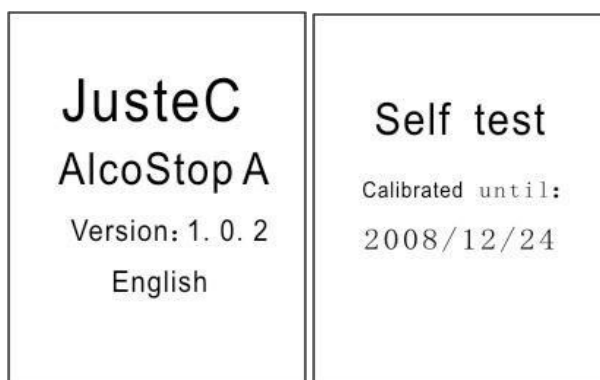 JusteC
AlcoStop A
Version: 1. 0. 2
English
Self test
Calibrated until:
2008/12/24